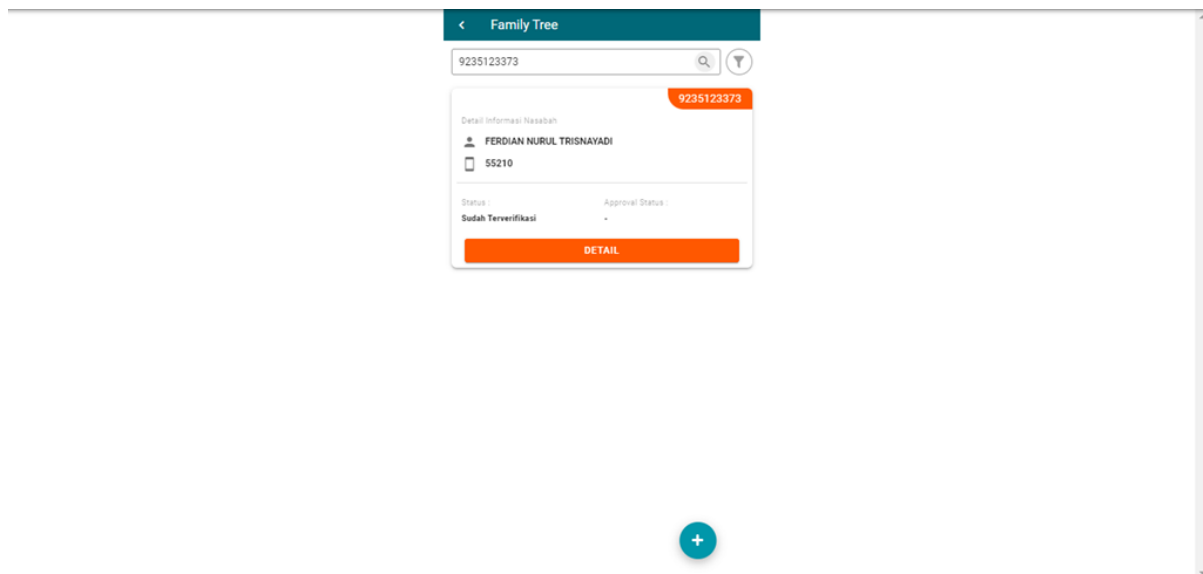 Family Tree
9235123373
9235123373
Detail Informasi Nasabah
FERDIAN NURUL TRISNAYADI
55210
Status : Approval Status :
Sudah Terverifikasi -
DETAIL